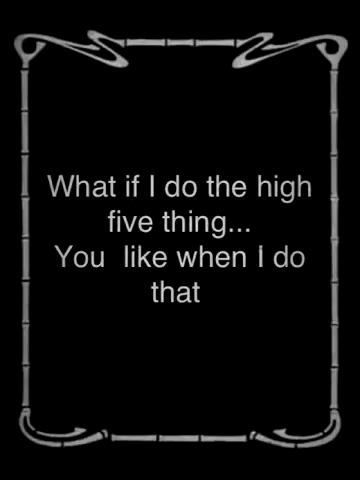 What if I do the high
five thing...
You  like when I do
that